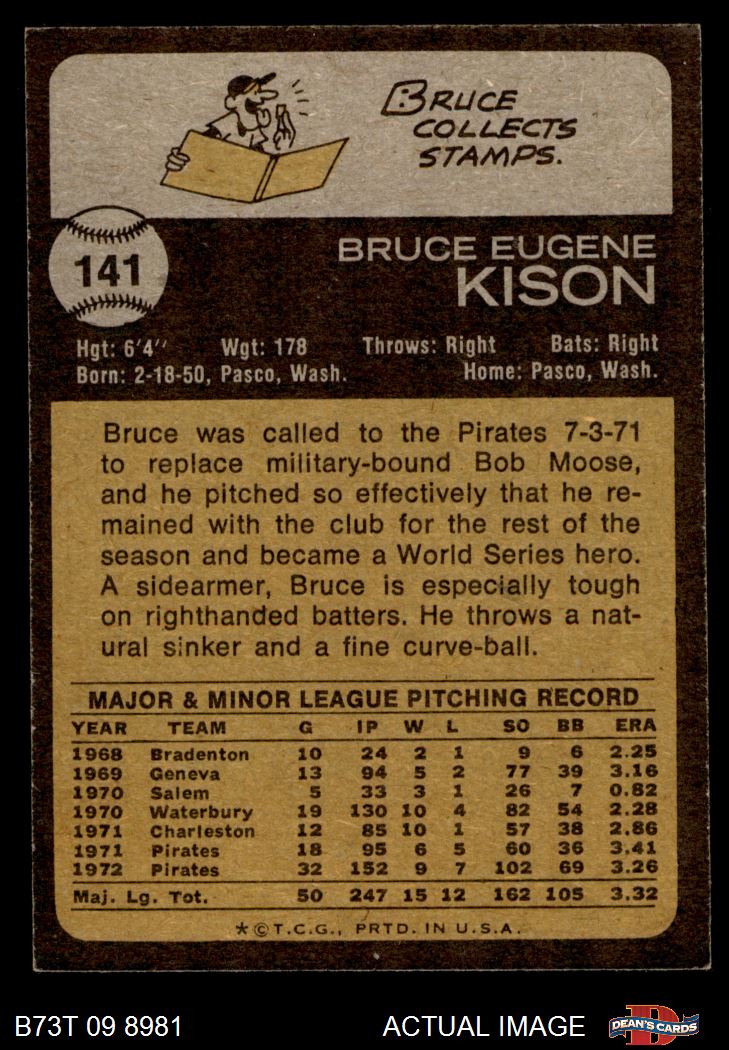 BRUCE
COLLECTS
STAMPS.
141
BRUCE EUGENE
KISON
Hgt: 6'4" Wgt: 178 Throws: Right Bats: Right
Born: 2-18-50, Pasco, Wash. Home: Pasco, Wash.
Bruce was called to the Pirates 7-3-71
to replace military-bound Bob Moose,
and he pitched so effectively that he re-
mained with the club for the rest of the
season and became a World Series hero.
A sidearmer, Bruce is especially tough
on righthanded batters. He throws a nat-
ural sinker and a fine curve-ball.
MAJOR & MINOR LEAGUE PITCHING RECORD
YEAR TEAM G IP W L SO BB ERA
1968 Bradenton 10 24 2 1 9 6 2.25
1969 Geneva 13 94 5 2 77 39 3.16
1970 Salem 5 33 3 1 26 7 0.82
1970 Waterbury 19 130 10 4 82 54 2.28
1971 Charleston 12 85 10 1 57 38 2.86
1971 Pirates 18 95 6 5 60 36 3.41
1972 Pirates 32 152 9 7 102 69 3.26
Maj. Lg. Tot. 50 247 15 12 162 105 3.32
*©T.C.G., PRTD. IN U.S.A.
B73T 09 8981 ACTUAL IMAGE D DEAN'S CARDS